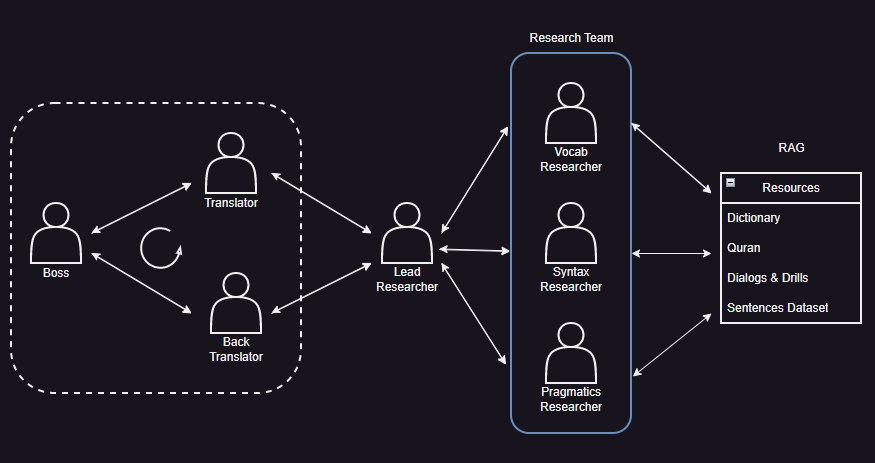 Research Team
Vocab
Researcher
RAG
Translator
Resources
Dictionary
Boss
Lead
Researcher
Syntax
Researcher
Quran
Dialogs & Drills
Sentences Dataset
Back
Translator
Pragmatics
Researcher